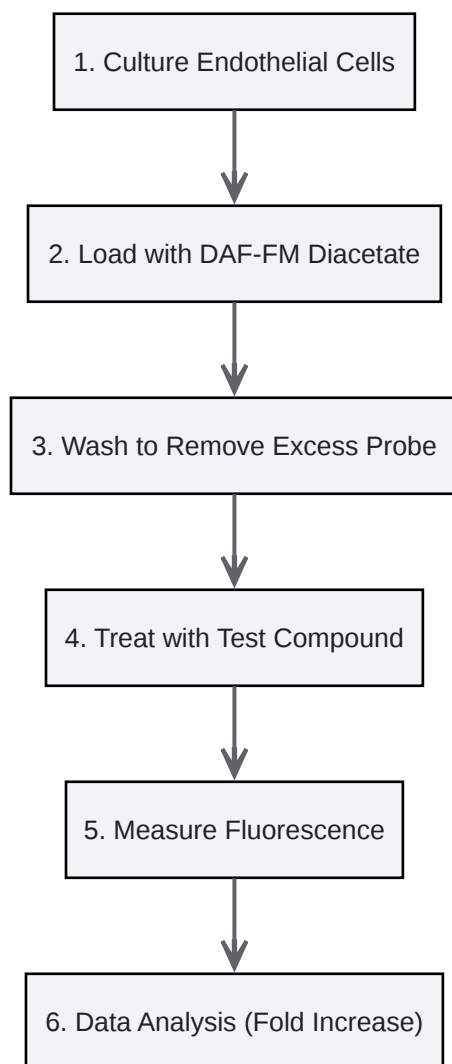 1. Culture Endothelial Cells
2. Load with DAF-FM Diacetate
3. Wash to Remove Excess Probe
4. Treat with Test Compound
5. Measure Fluorescence
6. Data Analysis (Fold Increase)